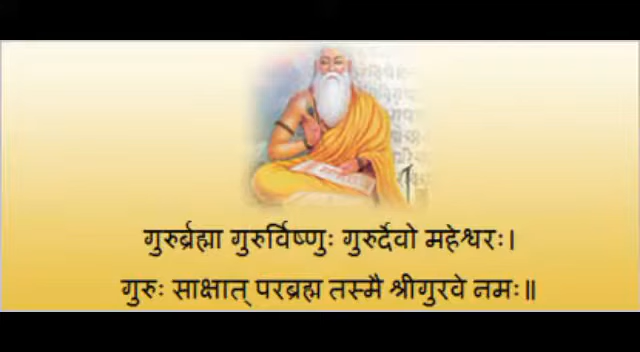 गुरुर्ब्रह्मा गुरुर्विष्णुः गुरुर्देवो महेश्वरः।
गुरुः साक्षात् परब्रह्म तस्मै श्रीगुरवे नमः॥